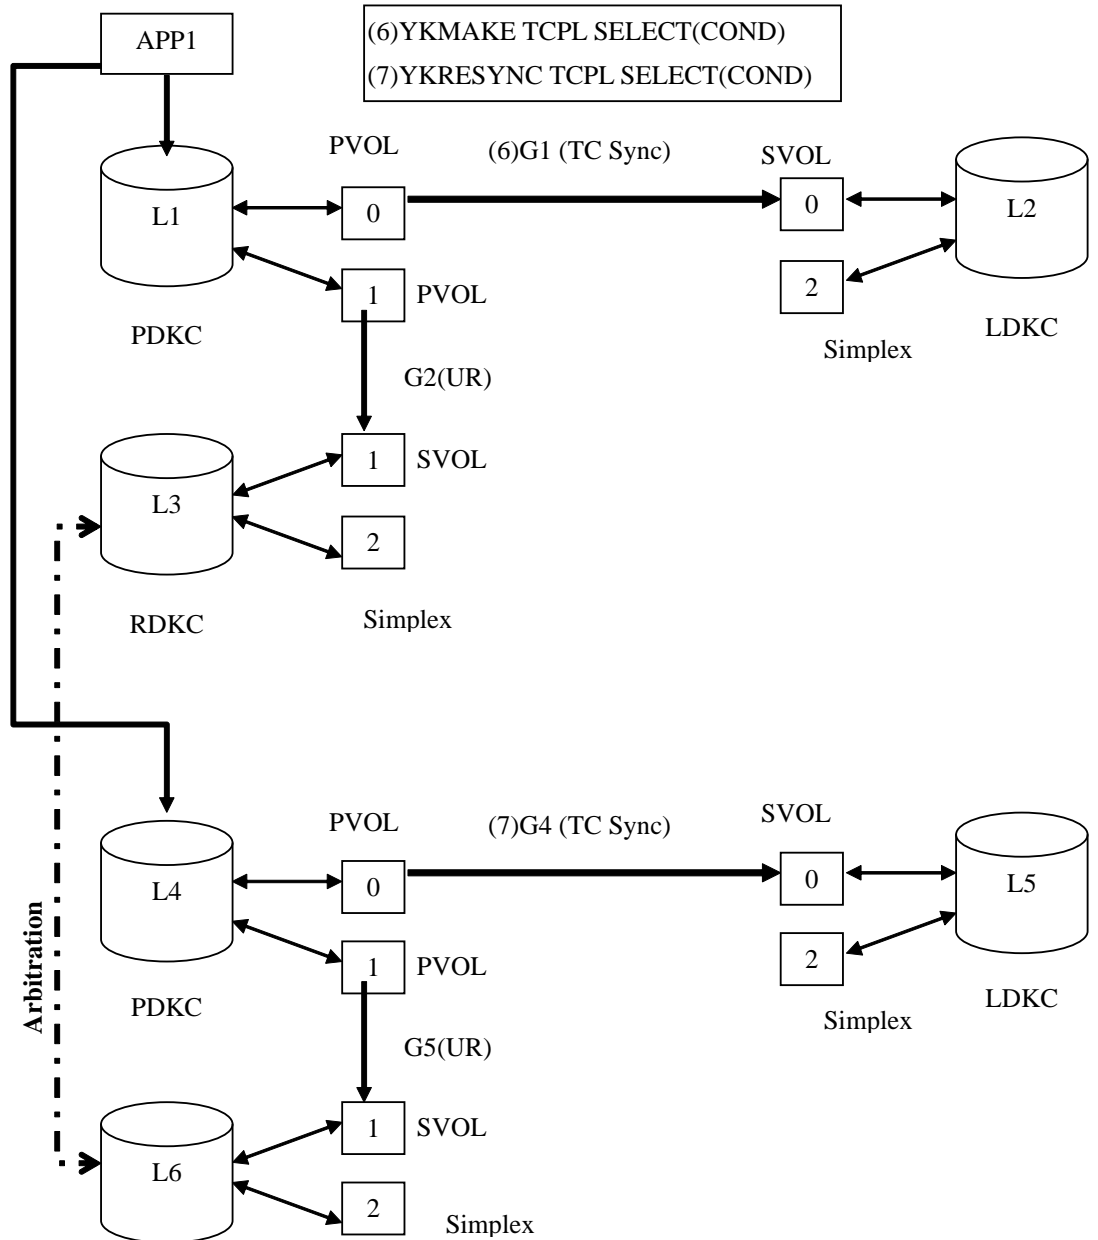 APP1
(6)YKMAKE TCPL SELECT(COND)
(7)YKRESYNC TCPL SELECT(COND)
PVOL
(6)G1 (TC Sync)
SVOL
L1
0
0
L2
1
PVOL
2
PDKC
LDKC
Simplex
G2(UR)
L3
1
SVOL
2
RDKC
Simplex
PVOL
(7)G4 (TC Sync)
SVOL
L4
0
0
L5
Arbitration
1
PVOL
2
PDKC
LDKC
Simplex
G5(UR)
1
SVOL
L6
2
Simplex